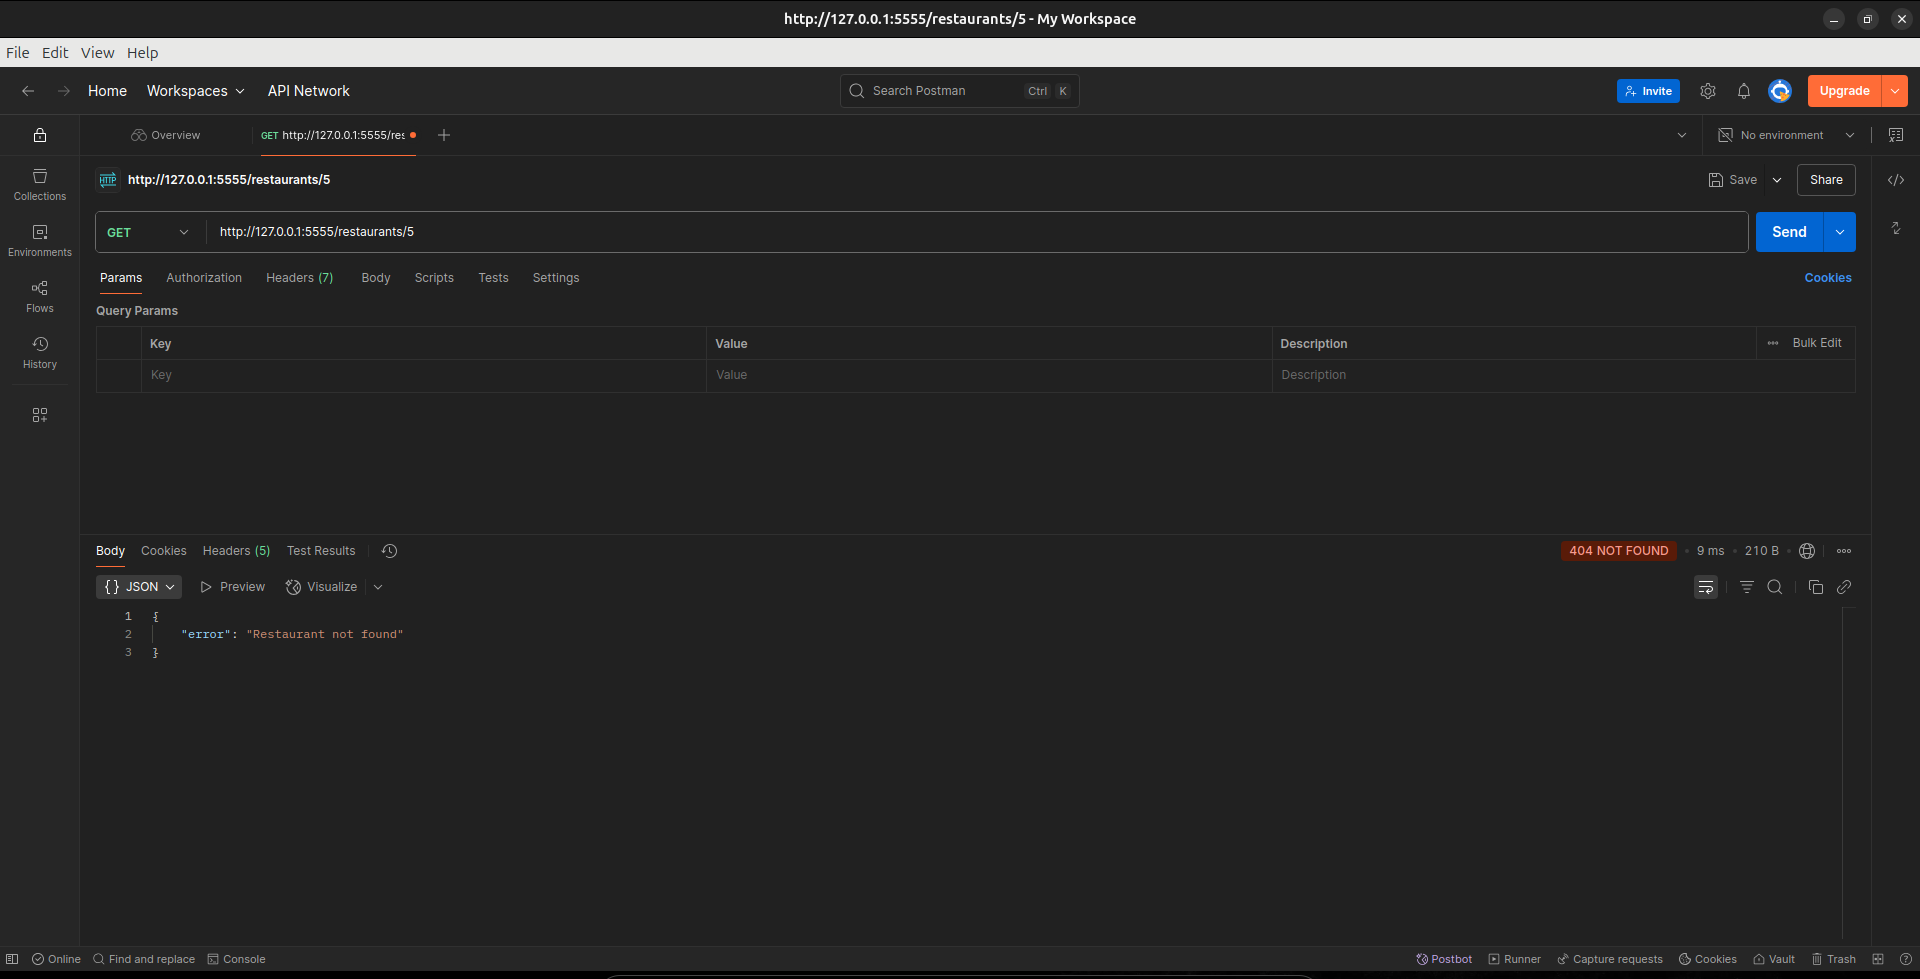 http://127.0.0.1:5555/restaurants/5 - My Workspace
File Edit View Help
Home Workspaces API Network Search Postman Ctrl K Invite Upgrade
Overview GET http://127.0.0.1:5555/res No environment
Collections
Environments
Flows
History
HTTP http://127.0.0.1:5555/restaurants/5 Save Share
GET http://127.0.0.1:5555/restaurants/5 Send
Params Authorization Headers (7) Body Scripts Tests Settings Cookies
Query Params
Key Value Description Bulk Edit
Key Value Description
Body Cookies Headers (5) Test Results 404 NOT FOUND • 9 ms • 210 B •
{} JSON Preview Visualize
1 {
2 "error": "Restaurant not found"
3 }
Online Find and replace Console Postbot Runner Capture requests Cookies Vault Trash